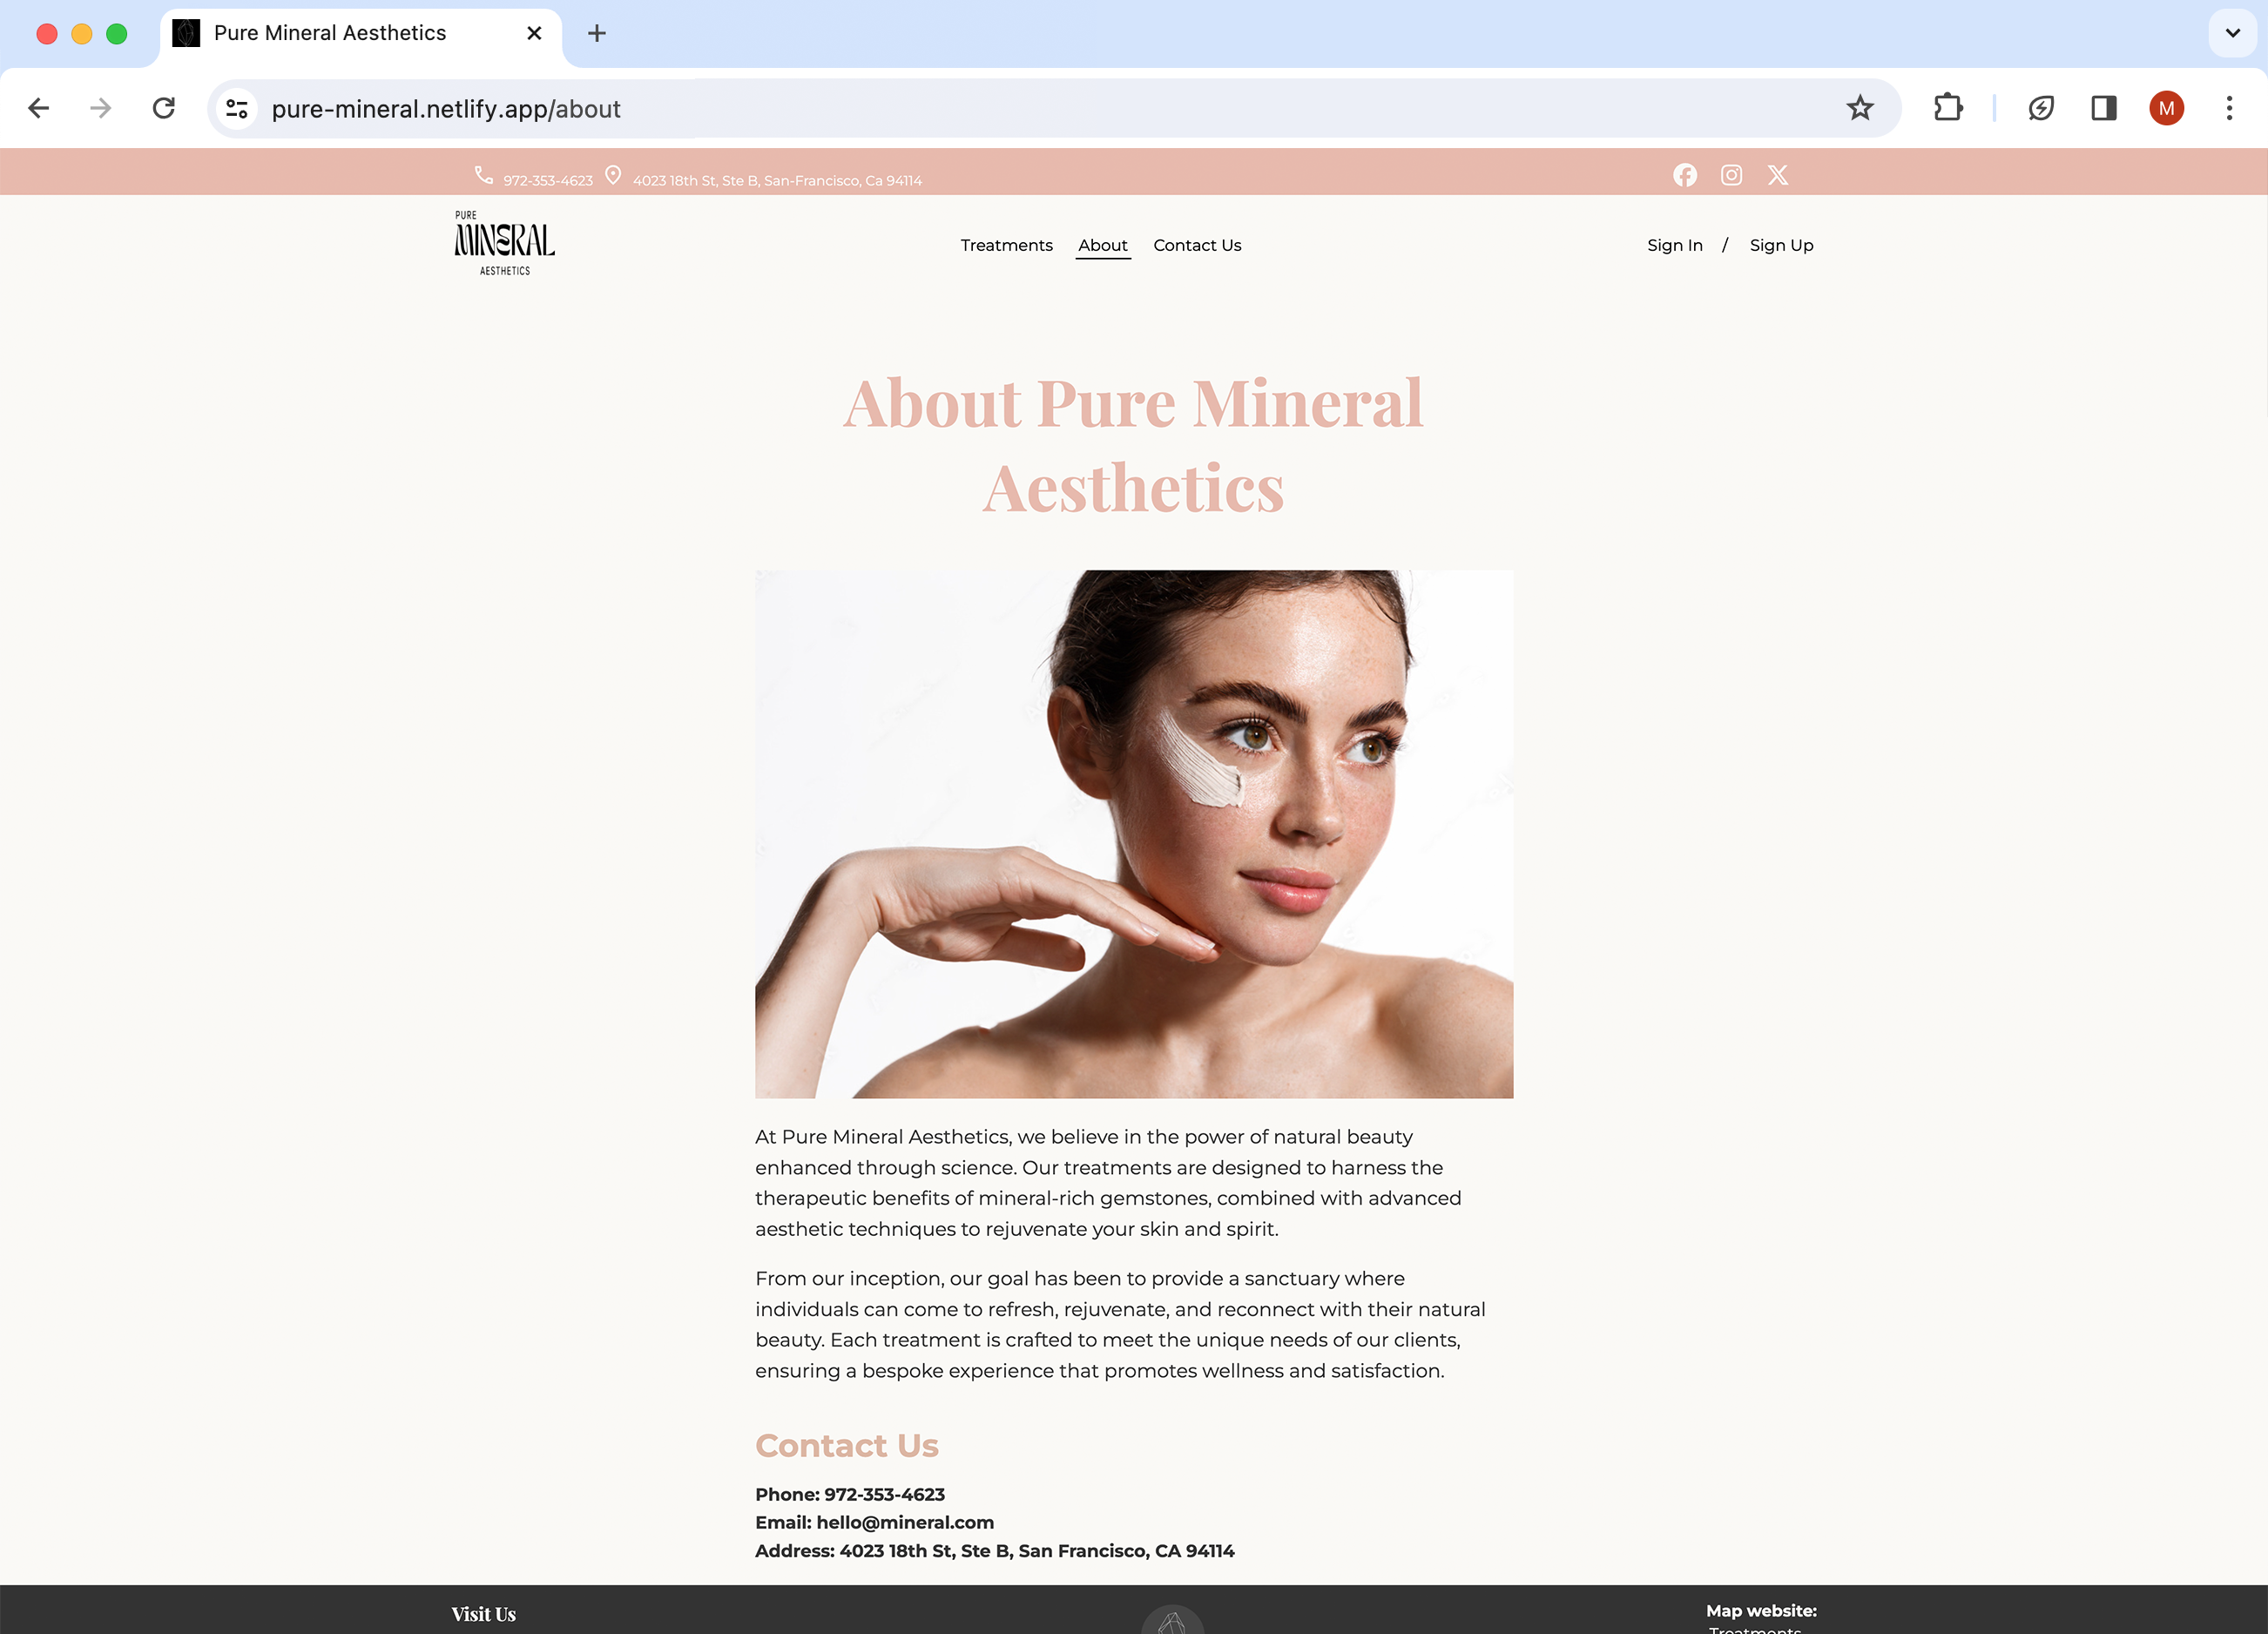 Pure Mineral Aesthetics
pure-mineral.netlify.app/about
M
972-353-4623 4023 18th St, Ste B, San-Francisco, Ca 94114
PURE
MINERAL
AESTHETICS
Treatments About Contact Us
Sign In / Sign Up
About Pure Mineral
Aesthetics
At Pure Mineral Aesthetics, we believe in the power of natural beauty
enhanced through science. Our treatments are designed to harness the
therapeutic benefits of mineral-rich gemstones, combined with advanced
aesthetic techniques to rejuvenate your skin and spirit.
From our inception, our goal has been to provide a sanctuary where
individuals can come to refresh, rejuvenate, and reconnect with their natural
beauty. Each treatment is crafted to meet the unique needs of our clients,
ensuring a bespoke experience that promotes wellness and satisfaction.
Contact Us
Phone: 972-353-4623
Email: hello@mineral.com
Address: 4023 18th St, Ste B, San Francisco, CA 94114
Visit Us
Map website:
Treatments